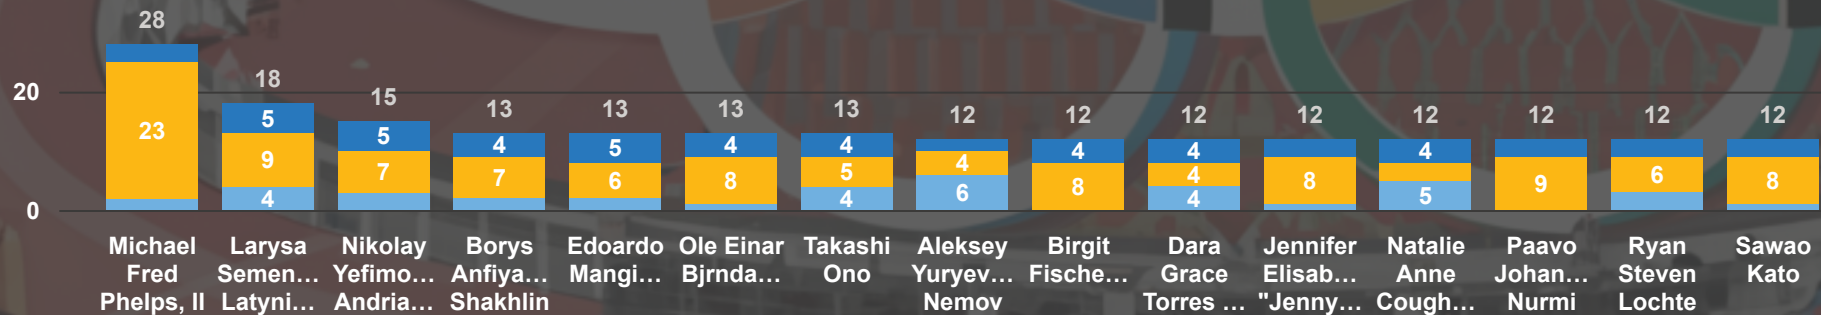 28
18
15
13
13
13
13
12
12
12
12
12
12
12
12
20
23
5
9
4
5
7
4
7
5
6
4
8
4
5
4
4
6
4
8
4
4
4
8
4
5
9
6
8
0
Michael
Fred
Phelps, II
Larysa
Semen…
Latyni…
Nikolay
Yefimo…
Andria…
Borys
Anfiya…
Shakhlin
Edoardo
Mangi…
Ole Einar
Bjrnda…
Takashi
Ono
Aleksey
Yuryev…
Nemov
Birgit
Fische…
Dara
Grace
Torres …
Jennifer
Elisab…
"Jenny…
Natalie
Anne
Cough…
Paavo
Johan…
Nurmi
Ryan
Steven
Lochte
Sawao
Kato